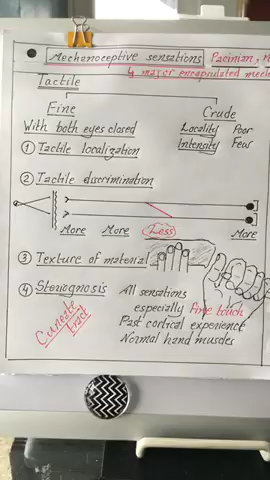 Mechanoceptive sensations Pacinian,
4 major encapsulated
Tactile
Fine Crude
With both eyes closed Locality Poor
① Tactile localization Intensity Few
② Tactile discrimination
More More Less More
③ Texture of material
④ Steriognosis All sensations
especially Fine touch
Cuneate tract
Past cortical experience
Normal hand muscles